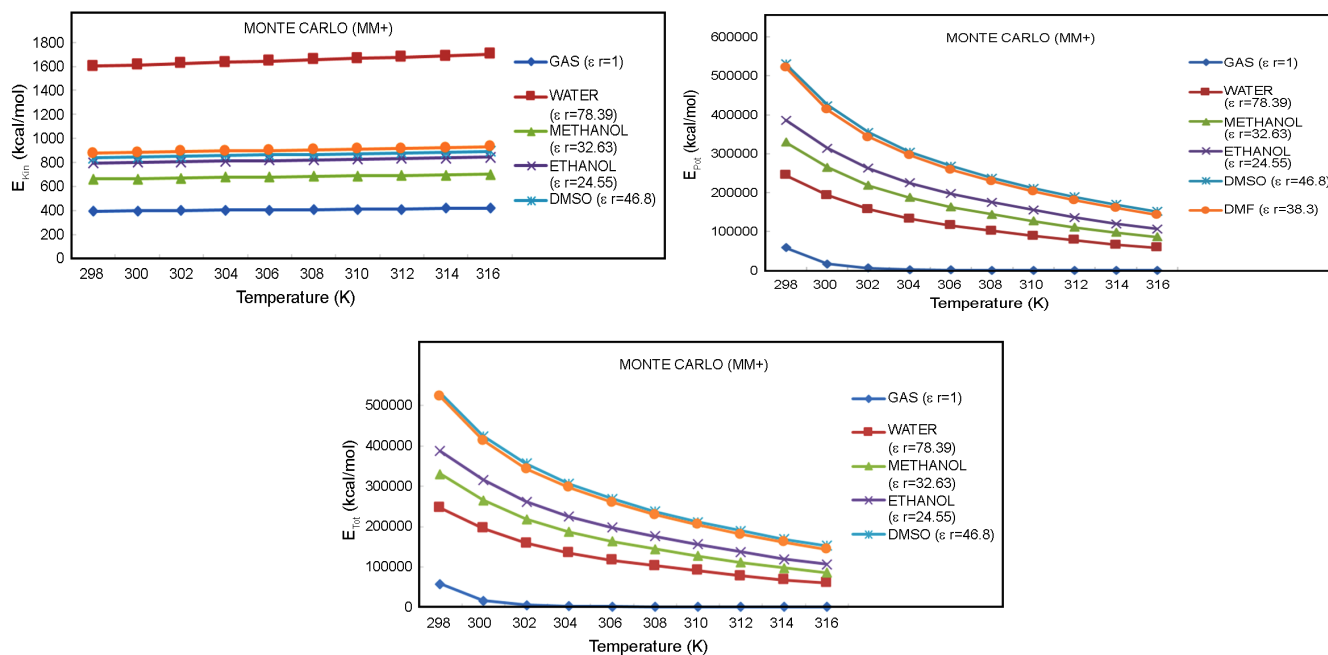 MONTE CARLO (MM+)
1800
1600
1400
1200
1000
800
600
400
200
0
298 300 302 304 306 308 310 312 314 316
E Kin (kcal/mol)
Temperature (K)
GAS (ε r=1)
WATER
(ε r=78.39)
METHANOL
(ε r=32.63)
ETHANOL
(ε r=24.55)
DMSO (ε r=46.8)
MONTE CARLO (MM+)
600000
500000
400000
300000
200000
100000
0
298 300 302 304 306 308 310 312 314 316
E Pot (kcal/mol)
Temperature (K)
GAS (ε r=1)
WATER
(ε r=78.39)
METHANOL
(ε r=32.63)
ETHANOL
(ε r=24.55)
DMSO (ε r=46.8)
DMF (ε r=38.3)
MONTE CARLO (MM+)
500000
400000
300000
200000
100000
0
298 300 302 304 306 308 310 312 314 316
E Tot (kcal/mol)
Temperature (K)
GAS (ε r=1)
WATER
(ε r=78.39)
METHANOL
(ε r=32.63)
ETHANOL
(ε r=24.55)
DMSO (ε r=46.8)